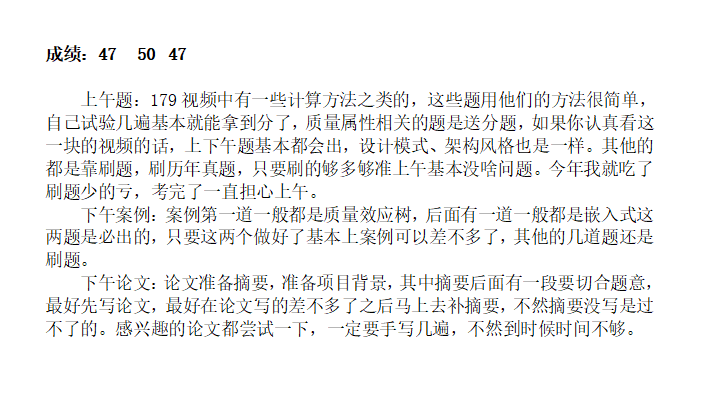 成绩：47 50 47
上午题：179 视频中有一些计算方法之类的，这些题用他们的方法很简单，
自己试验几遍基本就能拿到分了，质量属性相关的题是送分题，如果你认真看这
一块的视频的话，上下午题基本都会出，设计模式、架构风格也是一样。其他的
都是靠刷题，刷历年真题，只要刷的够多够准上午基本没啥问题。今年我就吃了
刷题少的亏，考完了一直担心上午。
下午案例：案例第一道一般都是质量效应树，后面有一道一般都是嵌入式这
两题是必出的，只要这两个做好了基本上案例可以差不多了，其他的几道题还是
刷题。
下午论文：论文准备摘要，准备项目背景，其中摘要后面有一段要切合题意，
最好先写论文，最好在论文写的差不多了之后马上去补摘要，不然摘要没写是过
不了的。感兴趣的论文都尝试一下，一定要手写几遍，不然到时候时间不够。